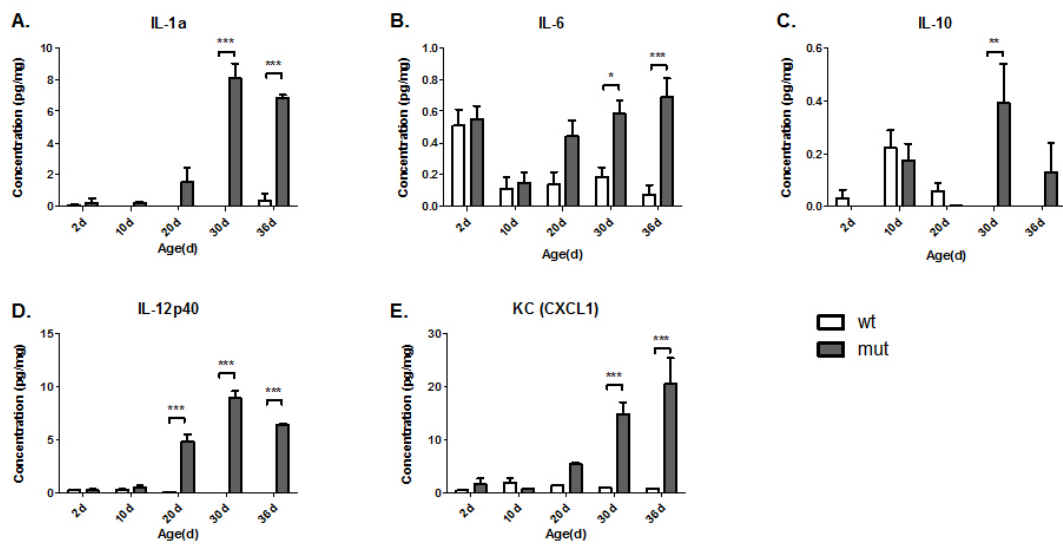 A.
IL-1a
Concentration (pg/mg)
10
8
6
4
2
0
***
***
2d
10d
20d
30d
36d
Age(d)
B.
IL-6
Concentration (pg/mg)
1.0
0.8
0.6
0.4
0.2
0.0
*
***
2d
10d
20d
30d
36d
Age(d)
C.
IL-10
Concentration (pg/mg)
0.6
0.4
0.2
0.0
**
2d
10d
20d
30d
36d
Age(d)
D.
IL-12p40
Concentration (pg/mg)
15
10
5
0
***
***
***
2d
10d
20d
30d
36d
Age(d)
E.
KC (CXCL1)
Concentration (pg/mg)
30
20
10
0
***
***
2d
10d
20d
30d
36d
Age(d)
wt
mut